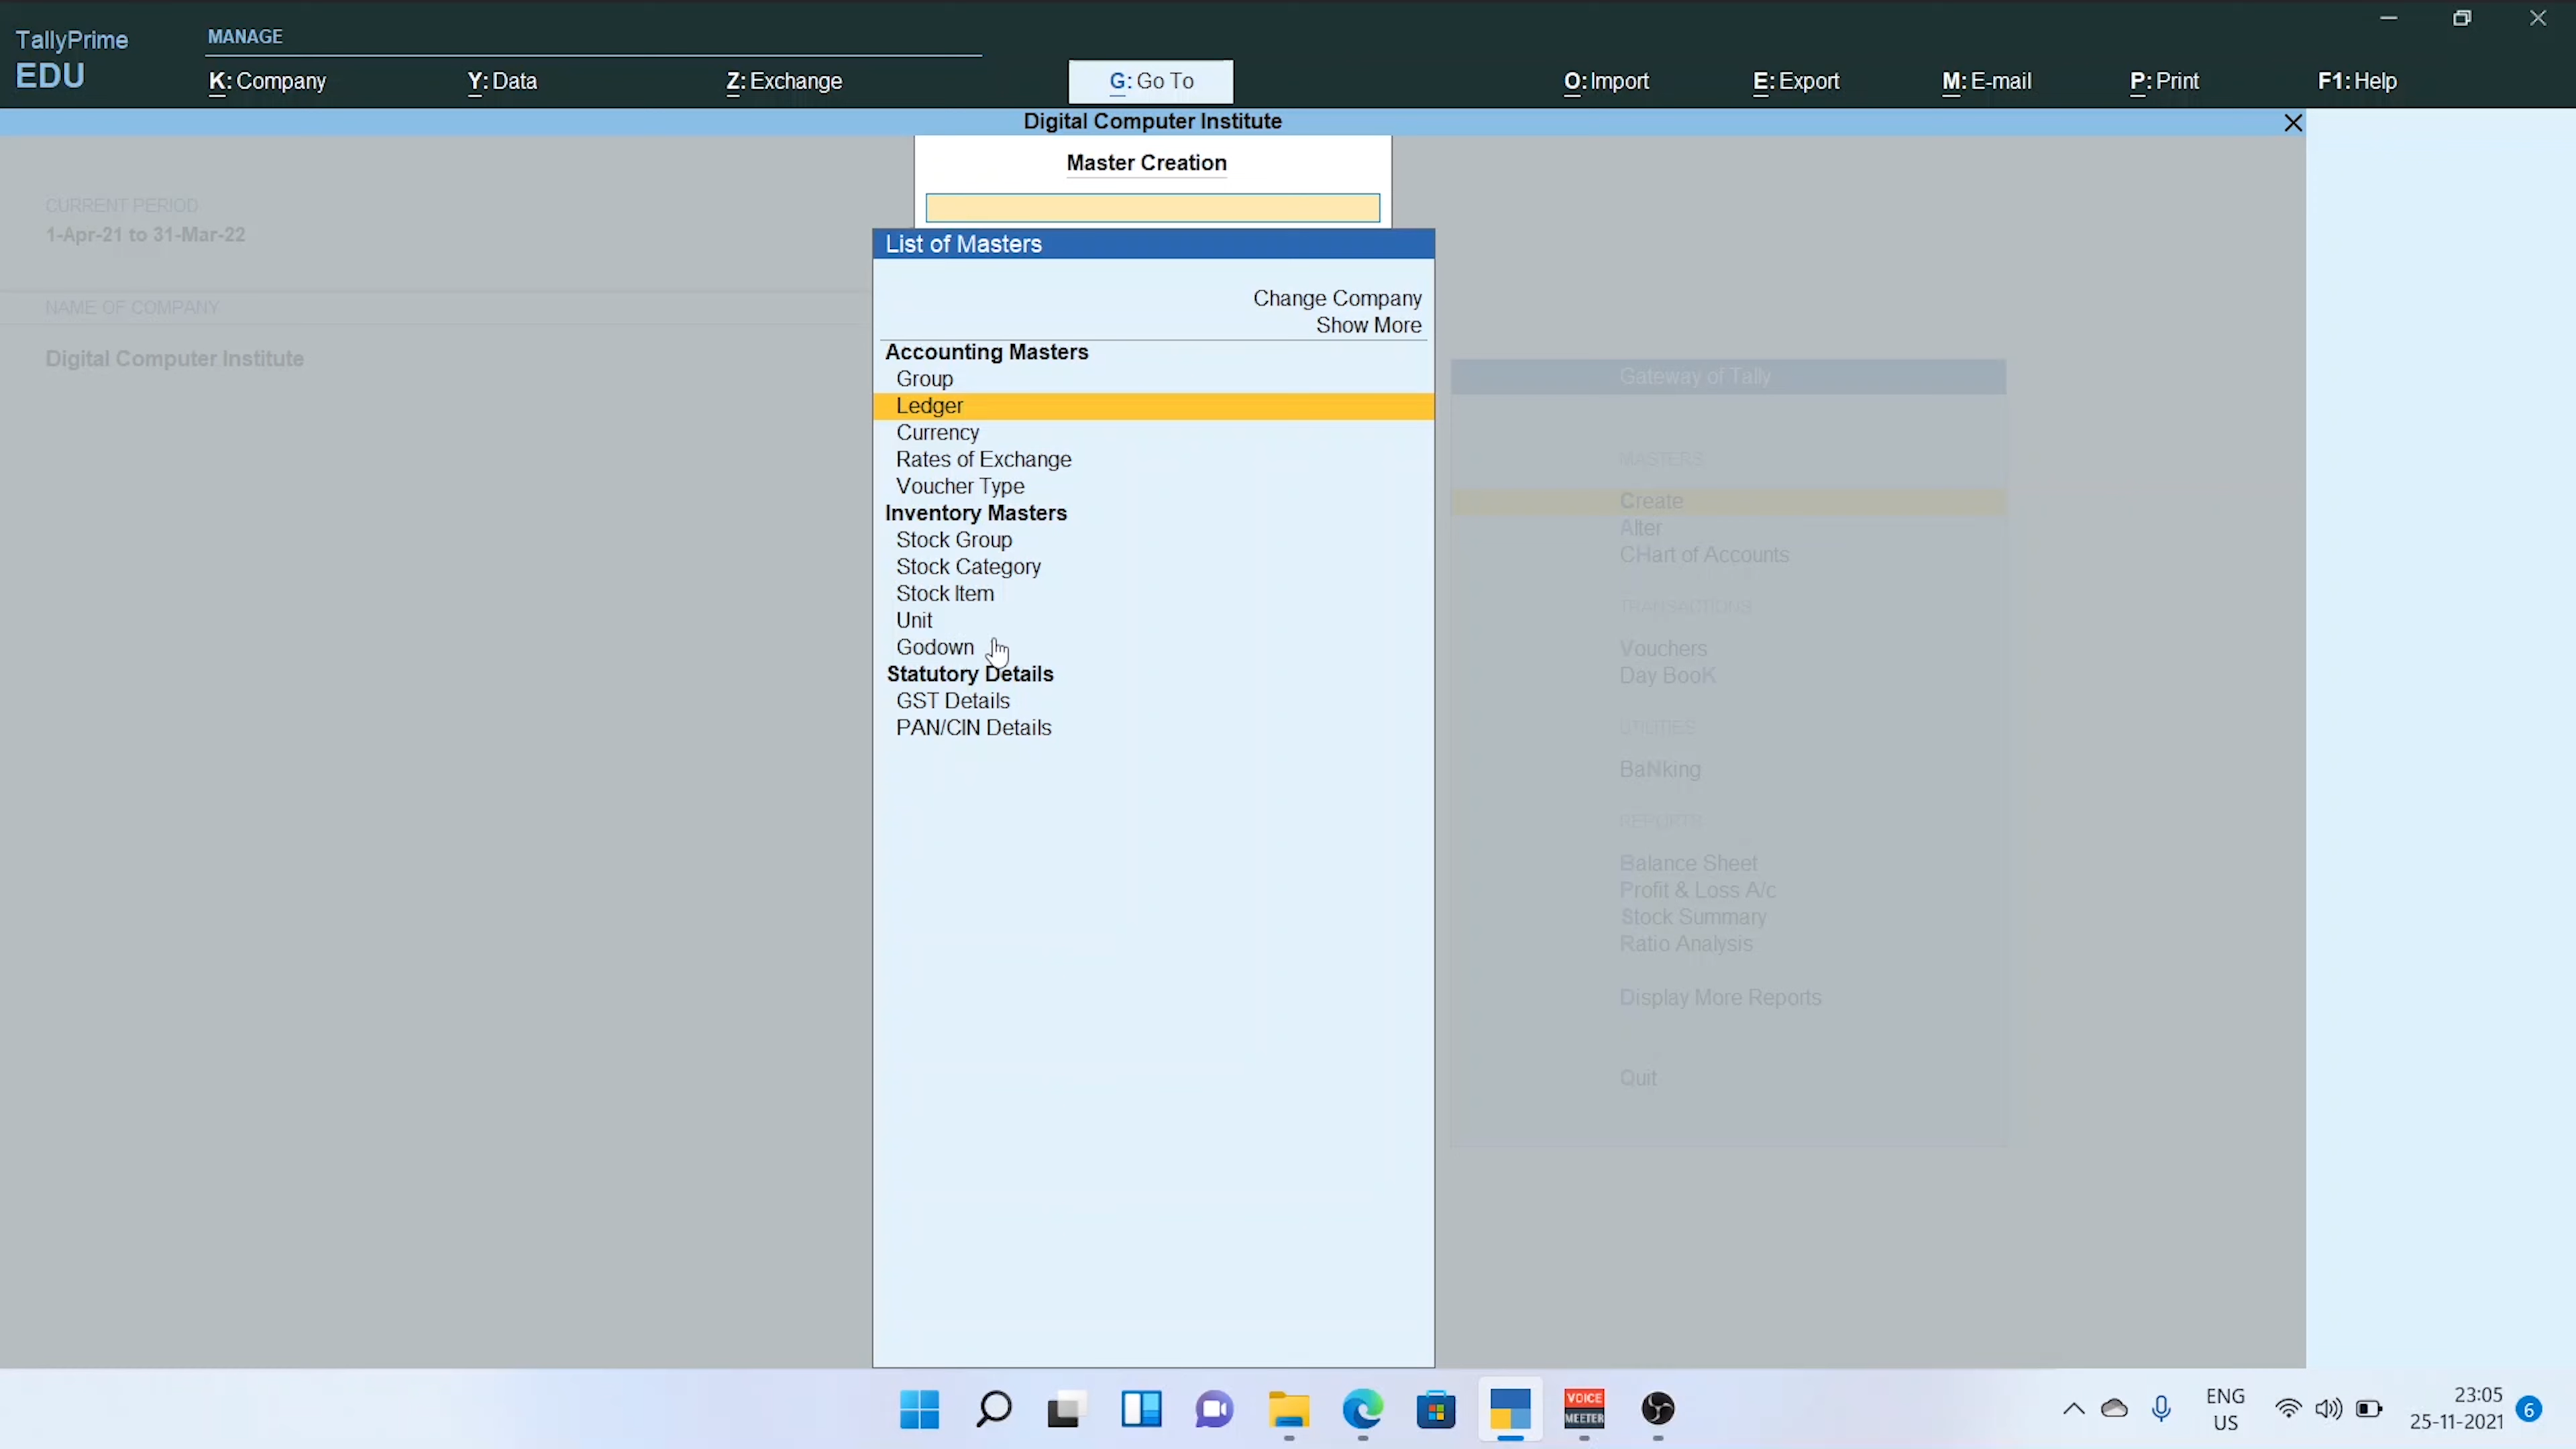 TallyPrime
EDU
MANAGE
K: Company
Y: Data
Z: Exchange
G: Go To
O: Import
E: Export
M: E-mail
P: Print
F1: Help
Digital Computer Institute
Master Creation
CURRENT PERIOD
1-Apr-21 to 31-Mar-22
NAME OF COMPANY
Digital Computer Institute
List of Masters
Change Company
Show More
Accounting Masters
Group
Ledger
Currency
Rates of Exchange
Voucher Type
Inventory Masters
Stock Group
Stock Category
Stock Item
Unit
Godown
Statutory Details
GST Details
PAN/CIN Details
Gateway of Tally
MASTERS
Create
Alter
CHart of Accounts
TRANSACTIONS
Vouchers
Day BooK
UTILITIES
BaNking
REPORTS
Balance Sheet
Profit & Loss A/c
Stock Summary
Ratio Analysis
Display More Reports
Quit
VOICE
MEETER
ENG
US
23:05
25-11-2021
6